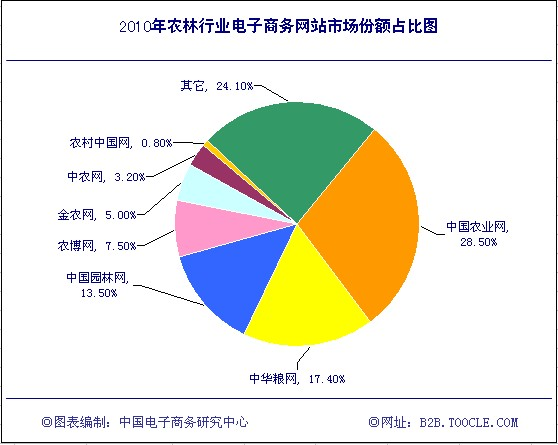 2010年农林行业电子商务网站市场份额占比图
其它, 24.10%
农村中国网, 0.80%
中农网, 3.20%
金农网, 5.00%
农博网, 7.50%
中国园林网,
13.50%
中华粮网, 17.40%
中国农业网,
28.50%
◎图表编制: 中国电子商务研究中心
◎网址: B2B.TOOCLE.COM